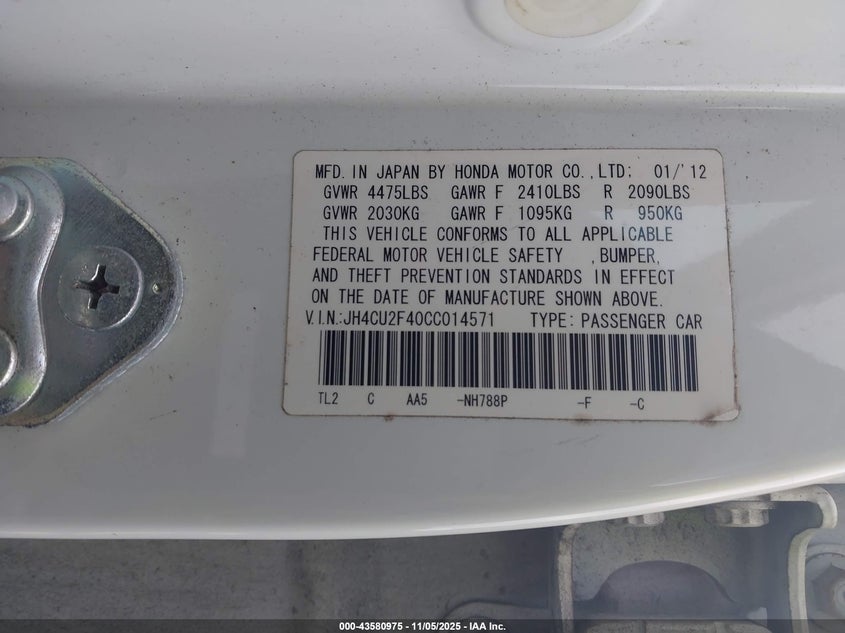 MFD. IN JAPAN BY HONDA MOTOR CO., LTD: 01/'12
GVWR 4475LBS GAWR F 2410LBS R 2090LBS
GVWR 2030KG GAWR F 1095KG R 950KG
THIS VEHICLE CONFORMS TO ALL APPLICABLE
FEDERAL MOTOR VEHICLE SAFETY , BUMPER,
AND THEFT PREVENTION STANDARDS IN EFFECT
ON THE DATE OF MANUFACTURE SHOWN ABOVE.
V.I.N.:JH4CU2F40CC014571 TYPE: PASSENGER CAR
TL2 C AA5 -NH788P -F -C
000-43580975 - 11/05/2025 - IAA Inc.